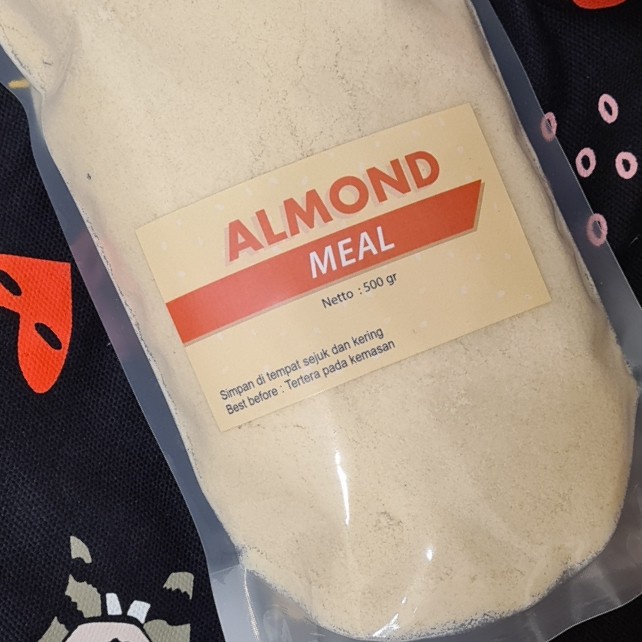 ALMOND
MEAL
Netto : 500 gr
Simpan di tempat sejuk dan kering
Best before : Tertera pada kemasan